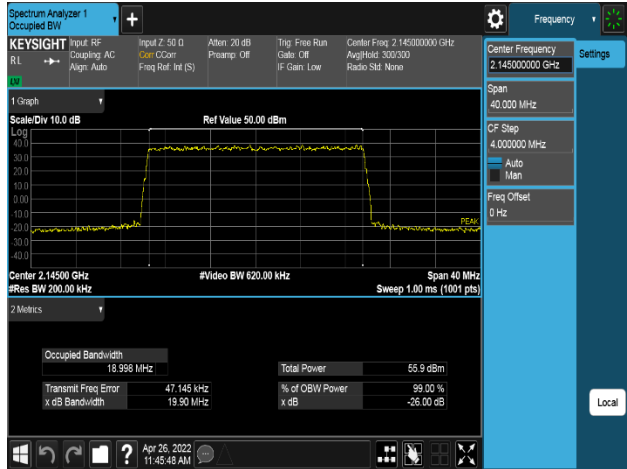 Spectrum Analyzer 1
Occupied BW
Frequency
KEYSIGHT
RL
Input: RF
Coupling: AC
Align: Auto
Input Z: 50 Ω
Corr CCorr
Freq Ref: Int (S)
Atten: 20 dB
Preamp: Off
Trig: Free Run
Gate: Off
IF Gain: Low
Center Freq: 2.145000000 GHz
Avg|Hold: 300/300
Radio Std: None
Center Frequency
2.145000000 GHz
Settings
Span
40.000 MHz
CF Step
4.000000 MHz
Auto
Man
Freq Offset
0 Hz
1 Graph
Scale/Div 10.0 dB
Ref Value 50.00 dBm
Log
40.0
30.0
20.0
10.0
0.00
-10.0
-20.0
-30.0
-40.0
PEAK
Center 2.14500 GHz
#Video BW 620.00 kHz
Span 40 MHz
#Res BW 200.00 kHz
Sweep 1.00 ms (1001 pts)
2 Metrics
Occupied Bandwidth
18.998 MHz
Total Power
55.9 dBm
Transmit Freq Error
47.145 kHz
% of OBW Power
99.00 %
x dB Bandwidth
19.90 MHz
x dB
-26.00 dB
Local
Apr 26, 2022
11:45:48 AM